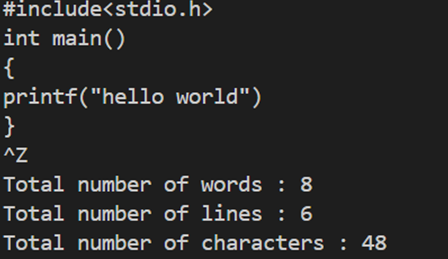 #include<stdio.h>
int main()
{
printf("hello world")
}
^Z
Total number of words : 8
Total number of lines : 6
Total number of characters : 48